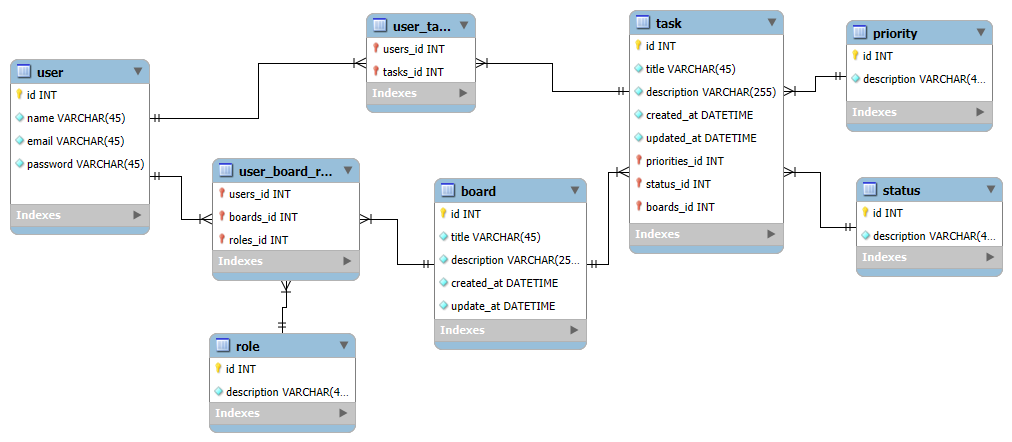 user
id INT
name VARCHAR(45)
email VARCHAR(45)
password VARCHAR(45)
Indexes
user_ta...
users_id INT
tasks_id INT
Indexes
task
id INT
title VARCHAR(45)
description VARCHAR(255)
created_at DATETIME
updated_at DATETIME
priorities_id INT
status_id INT
boards_id INT
Indexes
priority
id INT
description VARCHAR(4...
Indexes
user_board_r...
users_id INT
boards_id INT
roles_id INT
Indexes
board
id INT
title VARCHAR(45)
description VARCHAR(25...
created_at DATETIME
update_at DATETIME
Indexes
status
id INT
description VARCHAR(4...
Indexes
role
id INT
description VARCHAR(4...
Indexes